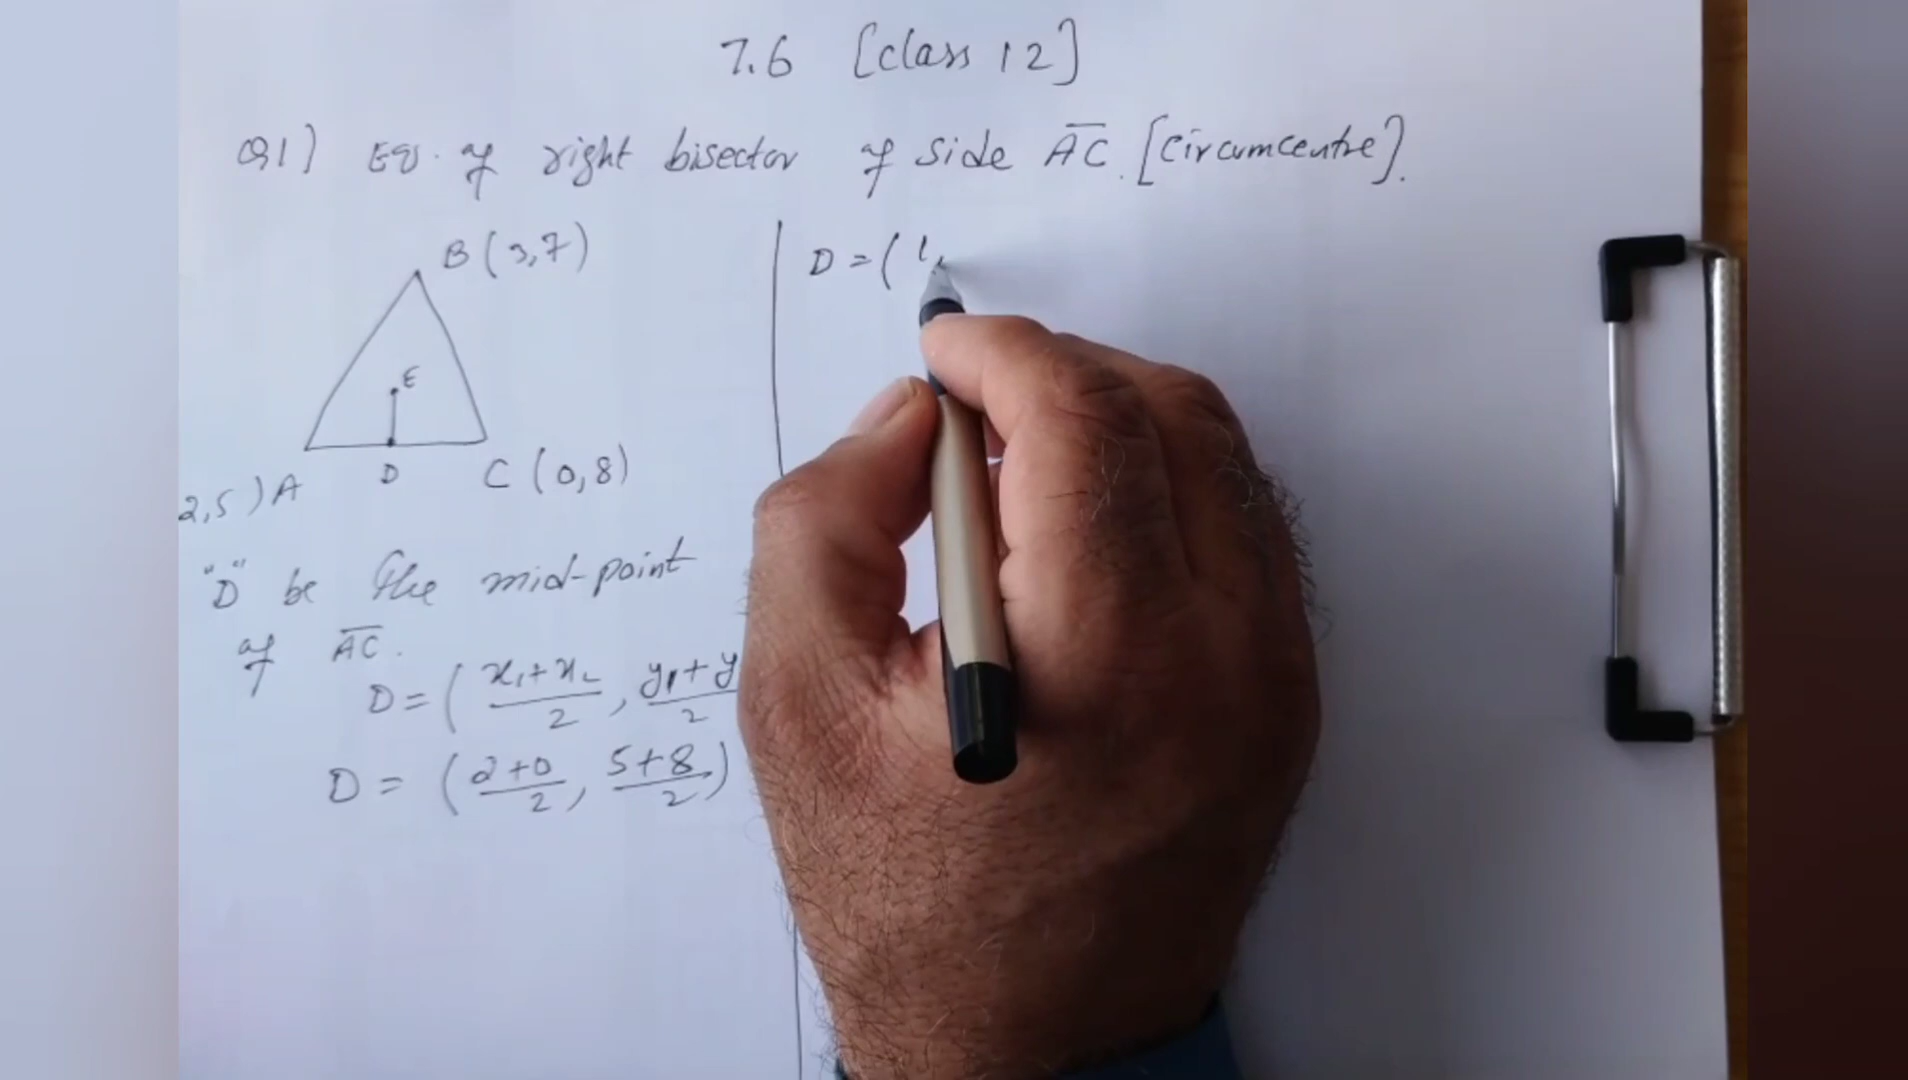 7.6 [class 12]
Q1) Eq. of right bisector of side AC. [Circumcentre].
B (3,7)
E
D
C (0,8)
2,5) A
"D" be the mid-point
of AC.
D = ( x₁+x₂/2 , y₁+y/2
D = ( 2+0/2 , 5+8/2 )
D = ( 1,